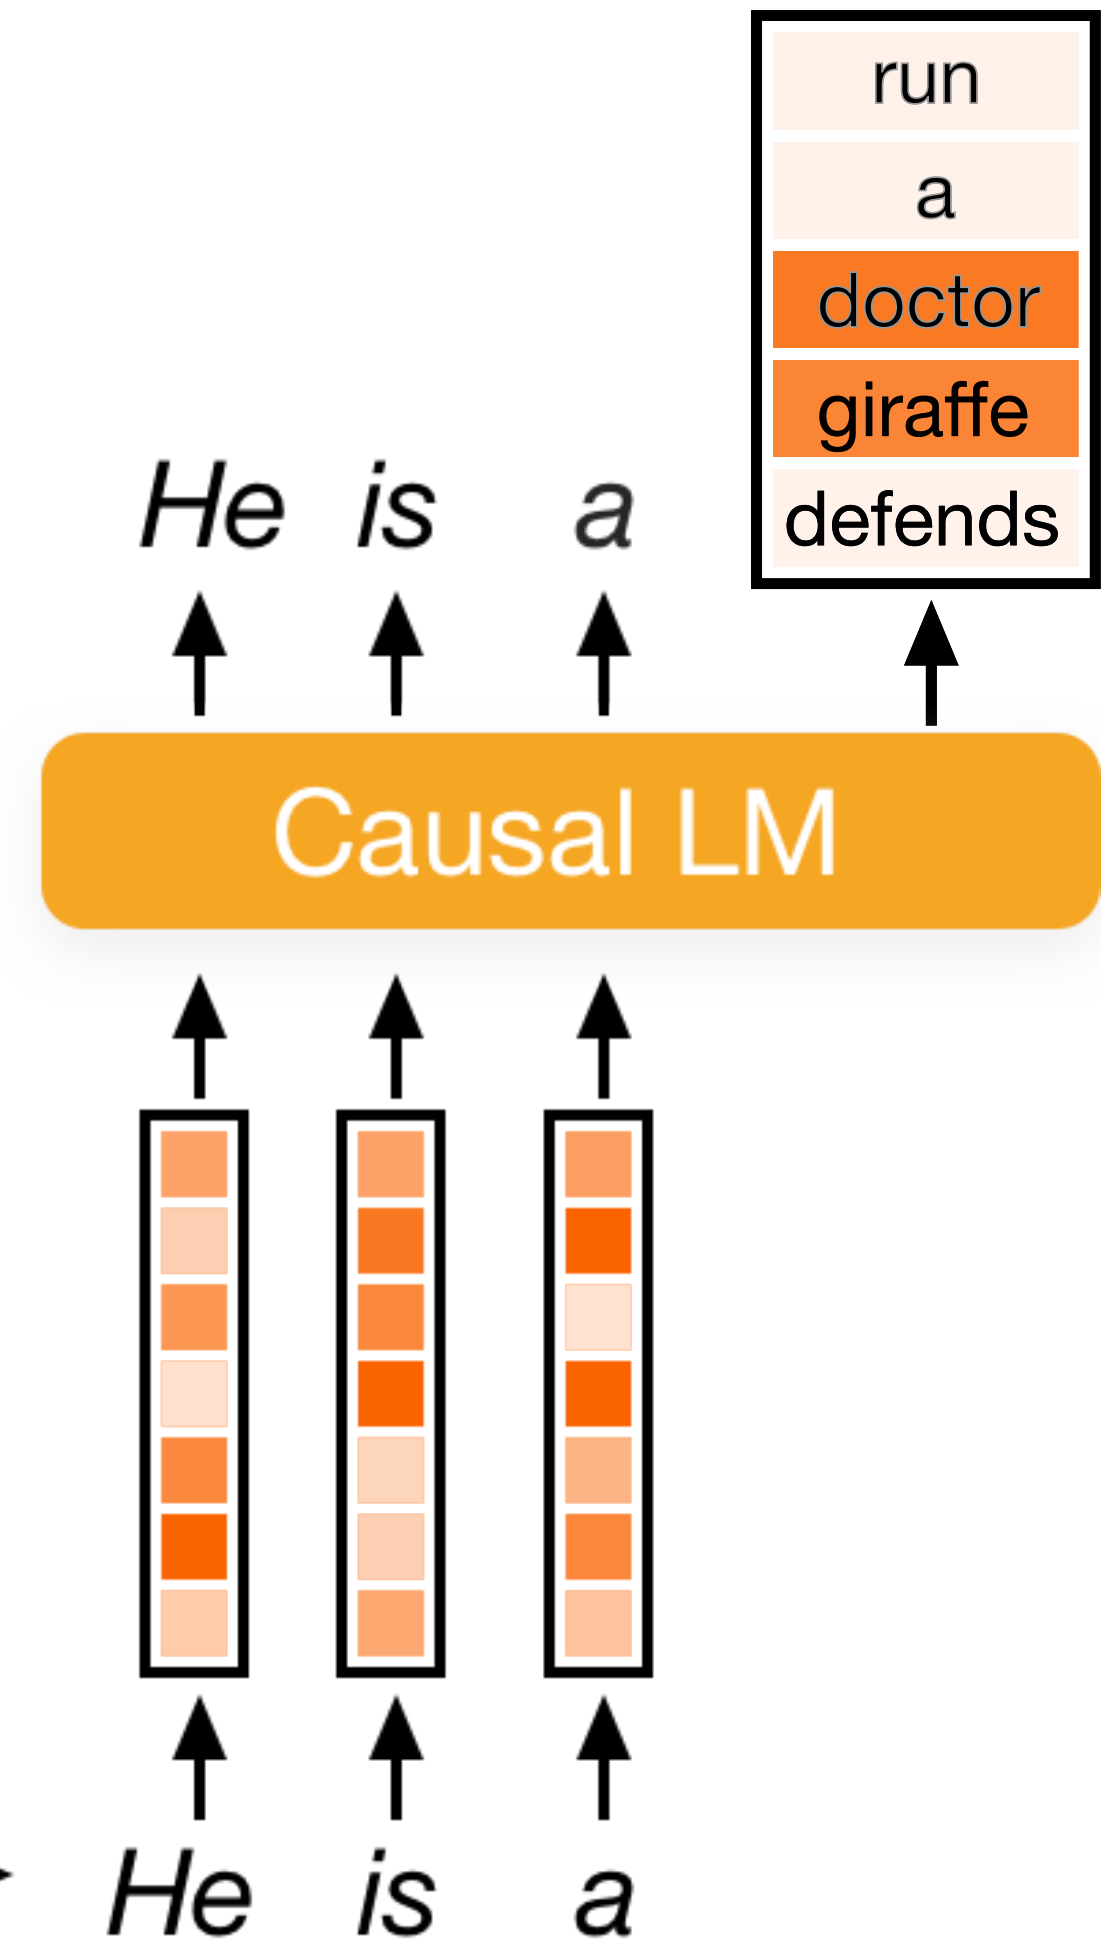 run
a
doctor
giraffe
defends
He is a
Causal LM
He is a